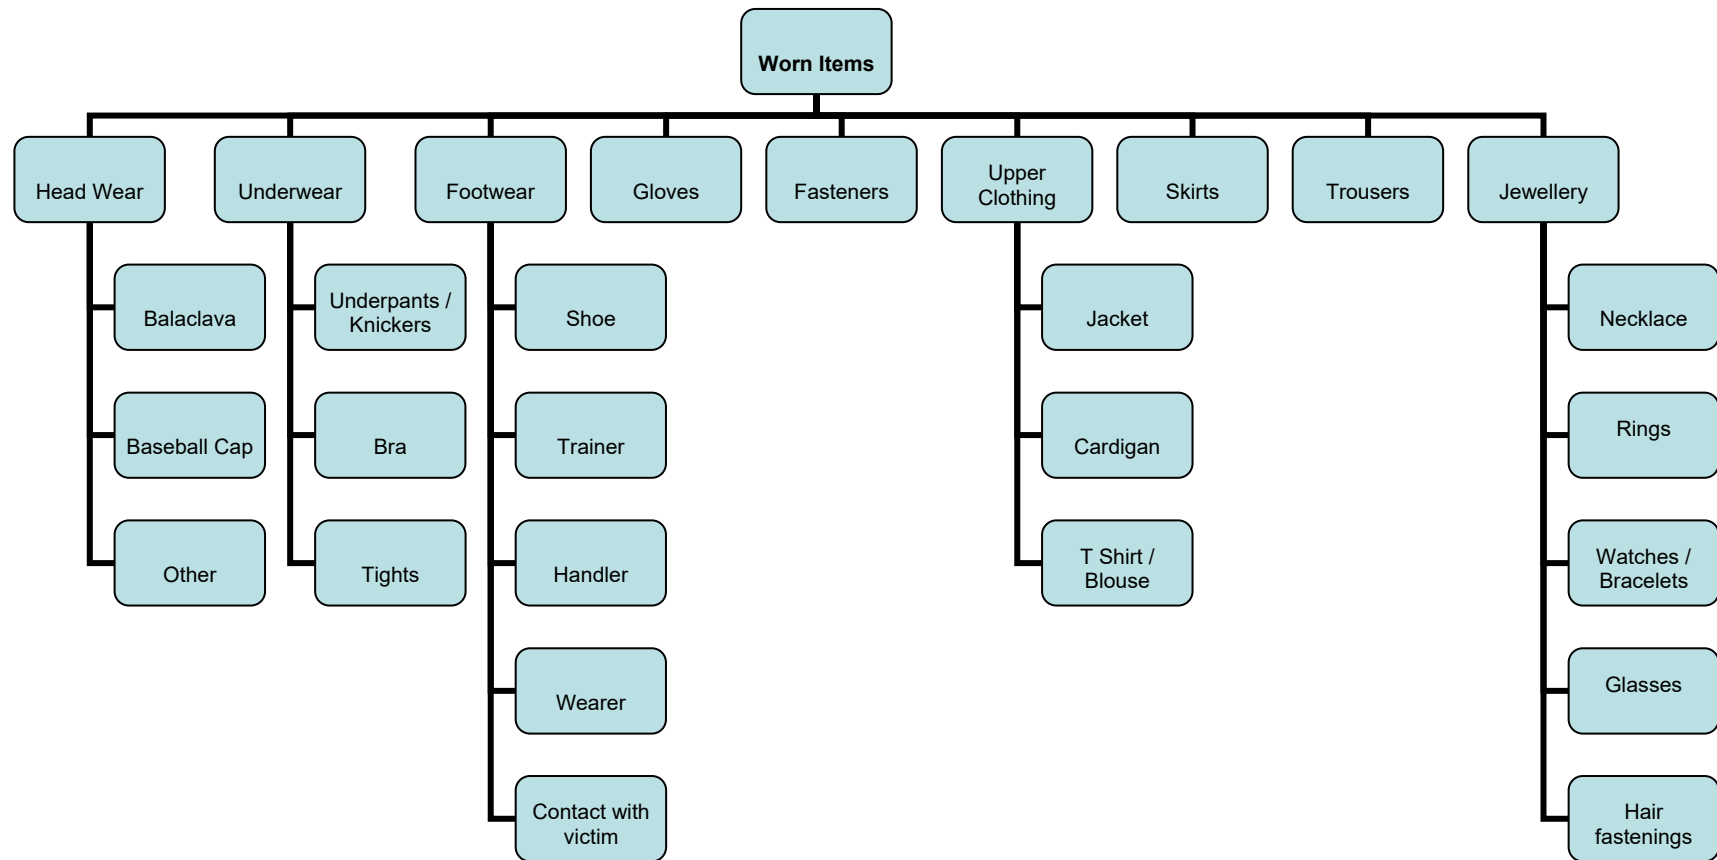 Worn Items
Head Wear
Underwear
Footwear
Gloves
Fasteners
Upper
Clothing
Skirts
Trousers
Jewellery
Balaclava
Underpants /
Knickers
Shoe
Jacket
Necklace
Baseball Cap
Bra
Trainer
Cardigan
Rings
Other
Tights
Handler
T Shirt /
Blouse
Watches /
Bracelets
Wearer
Glasses
Contact with
victim
Hair
fastenings